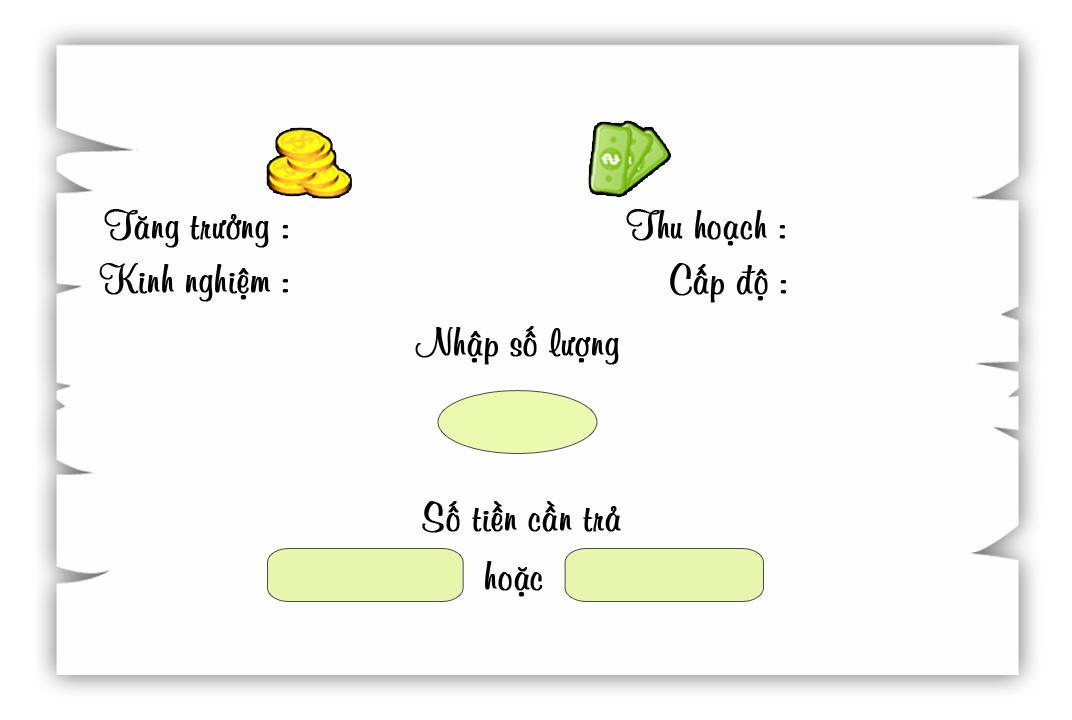 Tăng trưởng :
Thu hoạch :
Kinh nghiệm :
Cấp độ :
Nhập số lượng
Số tiền cần trả
hoặc